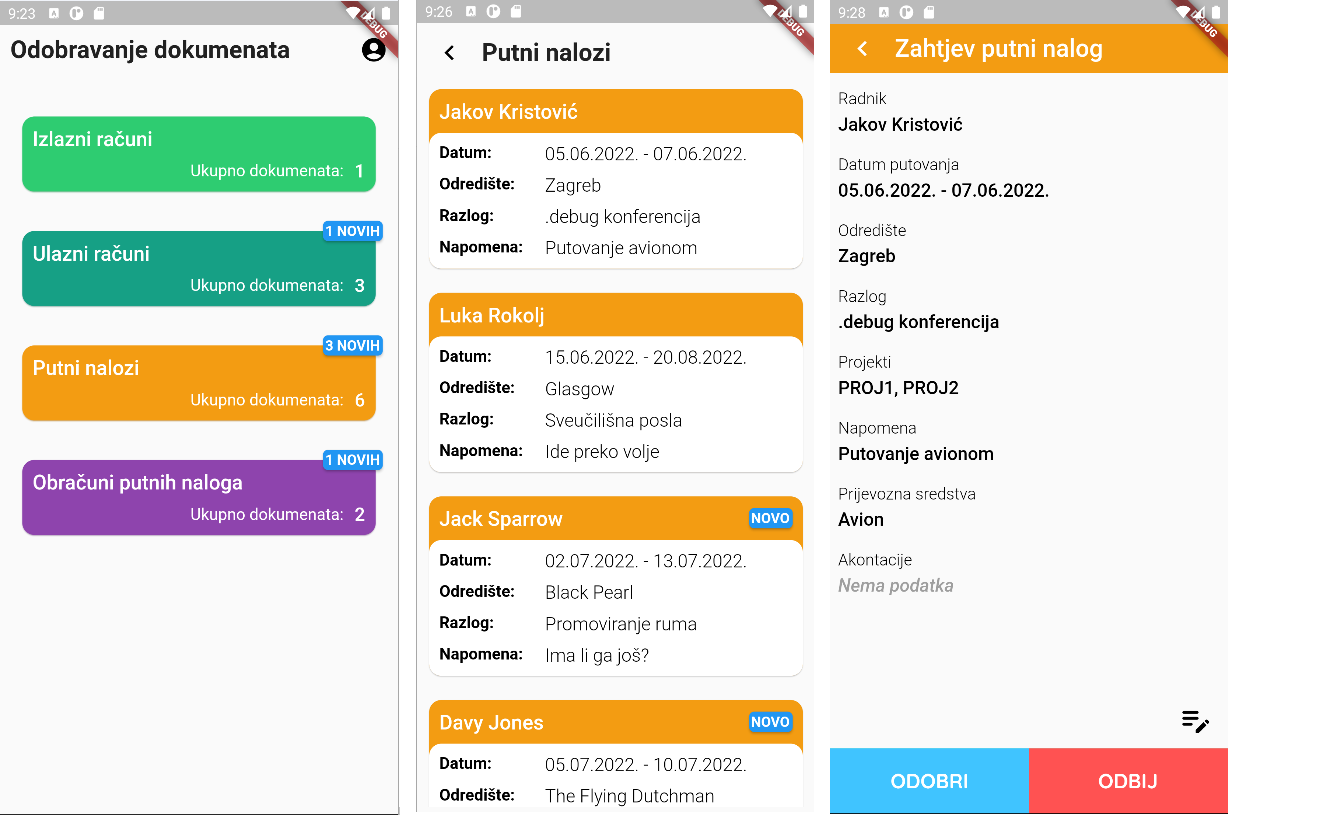 9:23
DEBUG
Odobravanje dokumenata
Izlazni računi
Ukupno dokumenata: 1
1 NOVIH
Ulazni računi
Ukupno dokumenata: 3
3 NOVIH
Putni nalozi
Ukupno dokumenata: 6
1 NOVIH
Obračuni putnih naloga
Ukupno dokumenata: 2
9:26
DEBUG
Putni nalozi
Jakov Kristović
Datum: 05.06.2022. - 07.06.2022.
Odredište: Zagreb
Razlog: .debug konferencija
Napomena: Putovanje avionom
Luka Rokolj
Datum: 15.06.2022. - 20.08.2022.
Odredište: Glasgow
Razlog: Sveučilišna posla
Napomena: Ide preko volje
Jack Sparrow NOVO
Datum: 02.07.2022. - 13.07.2022.
Odredište: Black Pearl
Razlog: Promoviranje ruma
Napomena: Ima li ga još?
Davy Jones NOVO
Datum: 05.07.2022. - 10.07.2022.
Odredište: The Flying Dutchman
9:28
DEBUG
Zahtjev putni nalog
Radnik
Jakov Kristović
Datum putovanja
05.06.2022. - 07.06.2022.
Odredište
Zagreb
Razlog
.debug konferencija
Projekti
PROJ1, PROJ2
Napomena
Putovanje avionom
Prijevozna sredstva
Avion
Akontacije
Nema podatka
ODOBRI ODBIJ